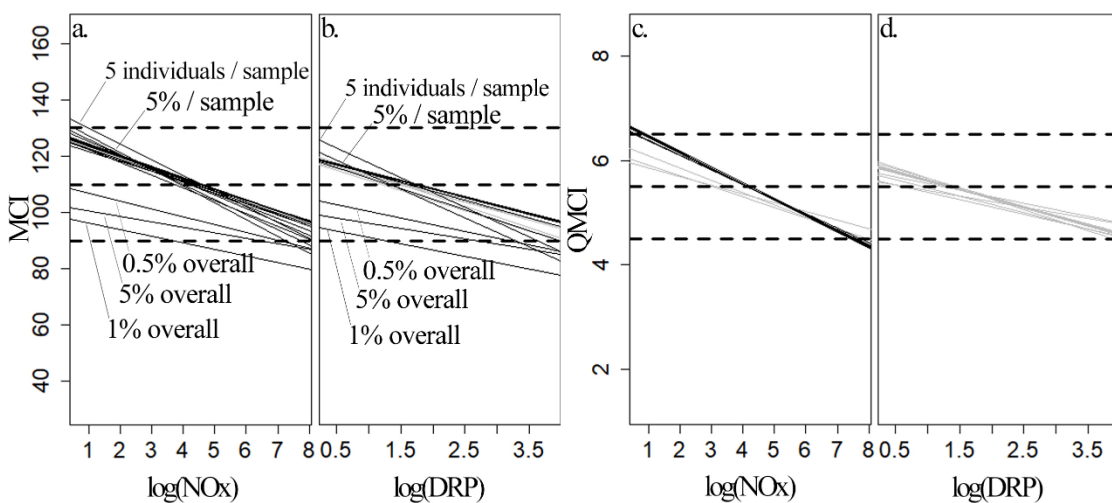 a.
b.
c.
d.
160
140
120
100
80
60
40
MCI
5 individuals / sample
5% / sample
0.5% overall
5% overall
1% overall
5 individuals / sample
5% / sample
0.5% overall
5% overall
1% overall
8
6
4
2
QMCI
1 2 3 4 5 6 7 8
0.5 1.5 2.5 3.5
1 2 3 4 5 6 7 8
0.5 1.5 2.5 3.5
log(NOx)
log(DRP)
log(NOx)
log(DRP)